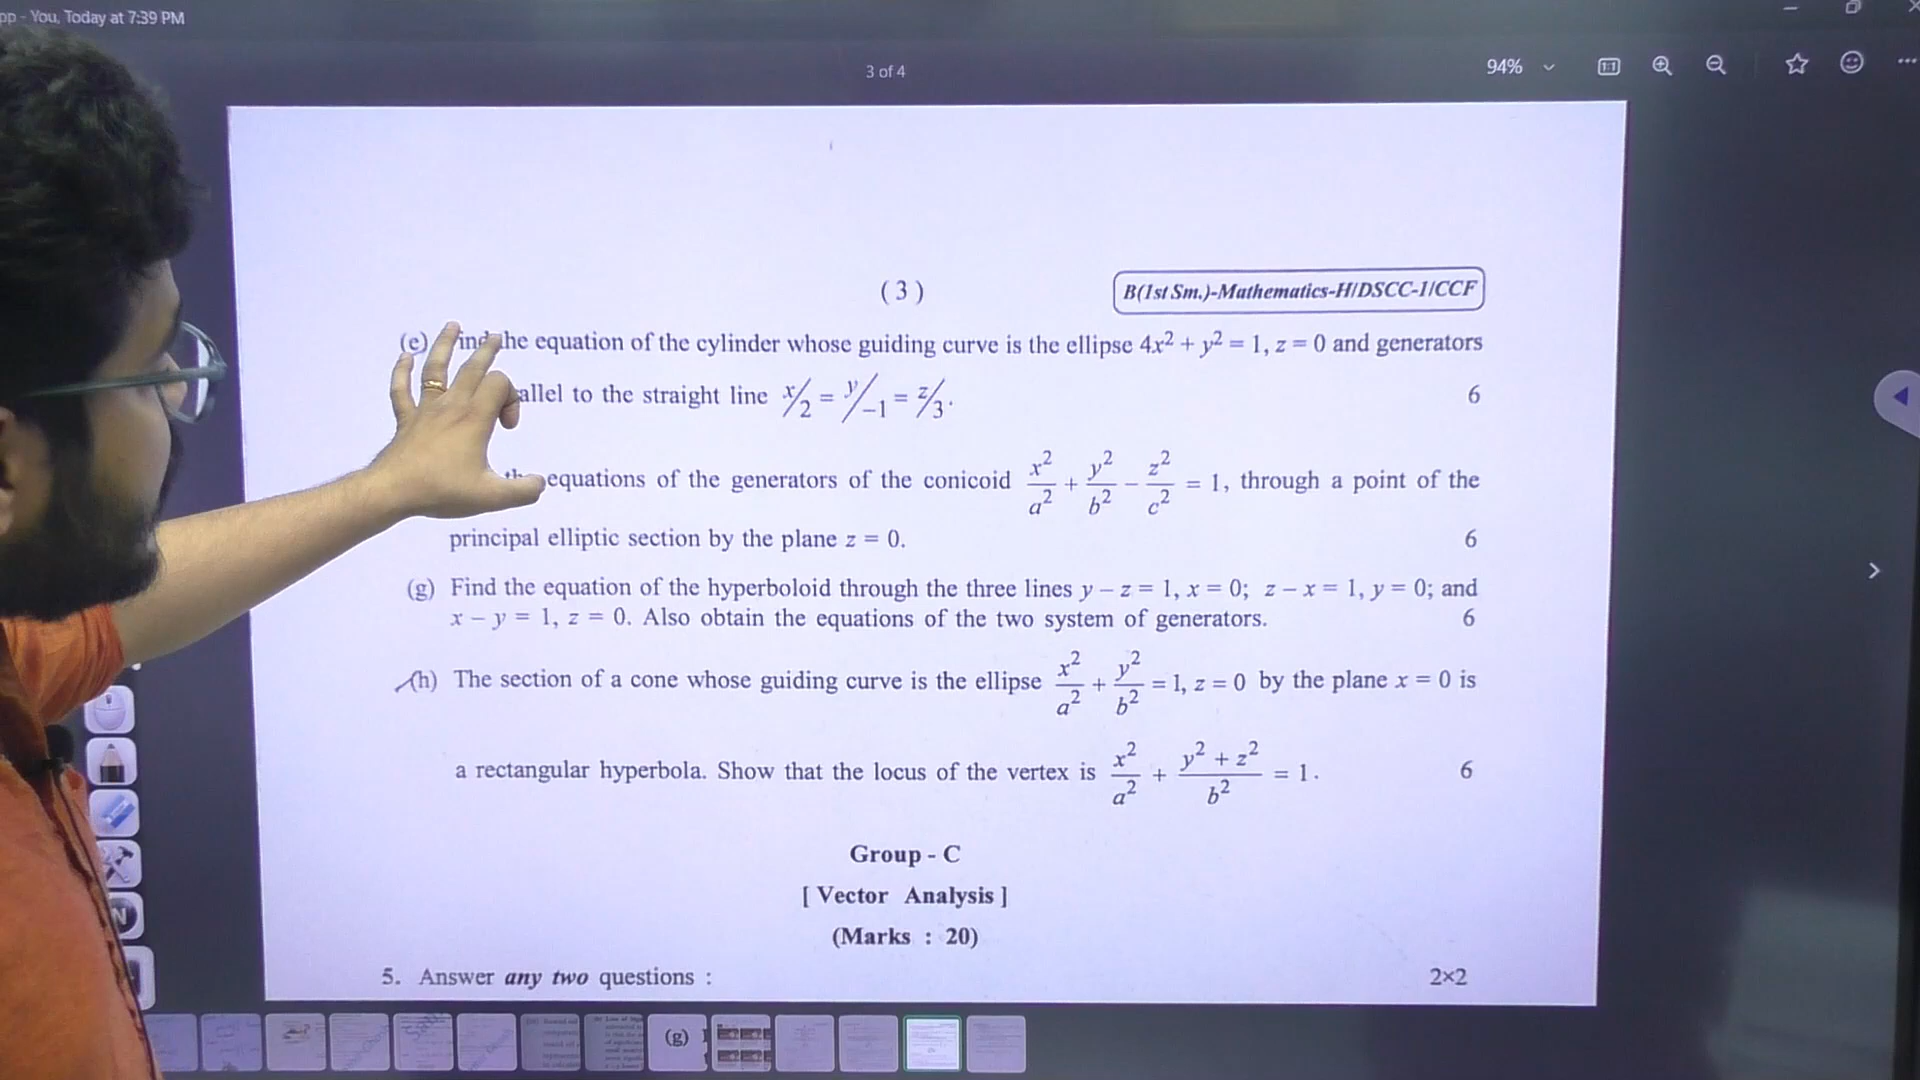 pp - You, Today at 7:39 PM
3 of 4
94%
( 3 )
B(1st Sm.)-Mathematics-H/DSCC-1/CCF
(e) ind the equation of the cylinder whose guiding curve is the ellipse 4x² + y² = 1, z = 0 and generators
allel to the straight line x/2 = y/-1 = z/3.
6
equations of the generators of the conicoid x²/a² + y²/b² − z²/c² = 1, through a point of the
principal elliptic section by the plane z = 0.
6
(g) Find the equation of the hyperboloid through the three lines y – z = 1, x = 0; z – x = 1, y = 0; and
x – y = 1, z = 0. Also obtain the equations of the two system of generators.
6
(h) The section of a cone whose guiding curve is the ellipse x²/a² + y²/b² = 1, z = 0 by the plane x = 0 is
a rectangular hyperbola. Show that the locus of the vertex is x²/a² + (y² + z²)/b² = 1.
6
Group - C
[ Vector Analysis ]
(Marks : 20)
5. Answer any two questions :
2×2
(g)